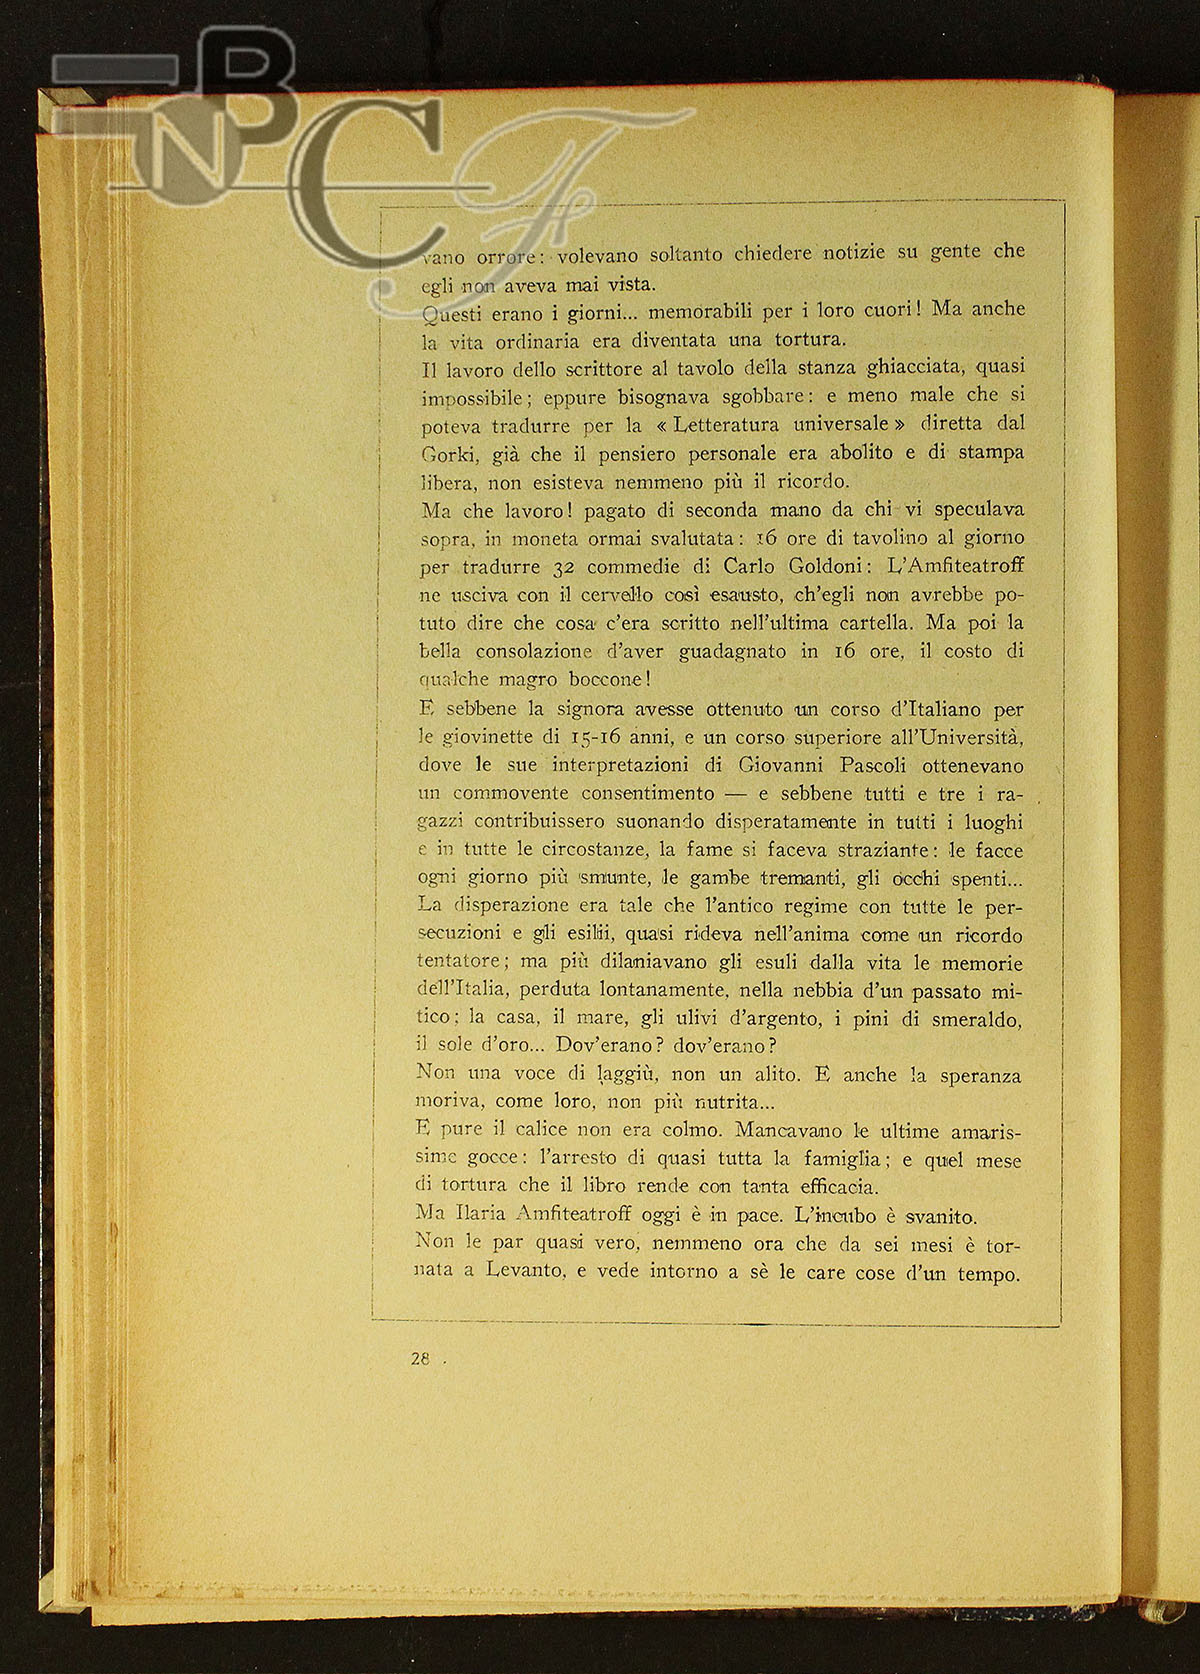 NBCF
vano orrore: volevano soltanto chiedere notizie su gente che
egli non aveva mai vista.
Questi erano i giorni... memorabili per i loro cuori! Ma anche
la vita ordinaria era diventata una tortura.
Il lavoro dello scrittore al tavolo della stanza ghiacciata, quasi
impossibile; eppure bisognava sgobbare: e meno male che si
poteva tradurre per la « Letteratura universale » diretta dal
Gorki, già che il pensiero personale era abolito e di stampa
libera, non esisteva nemmeno più il ricordo.
Ma che lavoro! pagato di seconda mano da chi vi speculava
sopra, in moneta ormai svalutata: 16 ore di tavolino al giorno
per tradurre 32 commedie di Carlo Goldoni: L'Amfiteatroff
ne usciva con il cervello così esausto, ch'egli non avrebbe po-
tuto dire che cosa c'era scritto nell'ultima cartella. Ma poi la
bella consolazione d'aver guadagnato in 16 ore, il costo di
qualche magro boccone!
E sebbene la signora avesse ottenuto un corso d'Italiano per
le giovinette di 15-16 anni, e un corso superiore all'Università,
dove le sue interpretazioni di Giovanni Pascoli ottenevano
un commovente consentimento — e sebbene tutti e tre i ra-
gazzi contribuissero suonando disperatamente in tutti i luoghi
e in tutte le circostanze, la fame si faceva straziante: le facce
ogni giorno più smunte, le gambe tremanti, gli occhi spenti...
La disperazione era tale che l'antico regime con tutte le per-
secuzioni e gli esilii, quasi rideva nell'anima come un ricordo
tentatore; ma più dilaniavano gli esuli dalla vita le memorie
dell'Italia, perduta lontanamente, nella nebbia d'un passato mi-
tico: la casa, il mare, gli ulivi d'argento, i pini di smeraldo,
il sole d'oro... Dov'erano? dov'erano?
Non una voce di laggiù, non un alito. E anche la speranza
moriva, come loro, non più nutrita...
E pure il calice non era colmo. Mancavano le ultime amaris-
sime gocce: l'arresto di quasi tutta la famiglia; e quel mese
di tortura che il libro rende con tanta efficacia.
Ma Ilaria Amfiteatroff oggi è in pace. L'incubo è svanito.
Non le par quasi vero, nemmeno ora che da sei mesi è tor-
nata a Levanto, e vede intorno a sè le care cose d'un tempo.
28